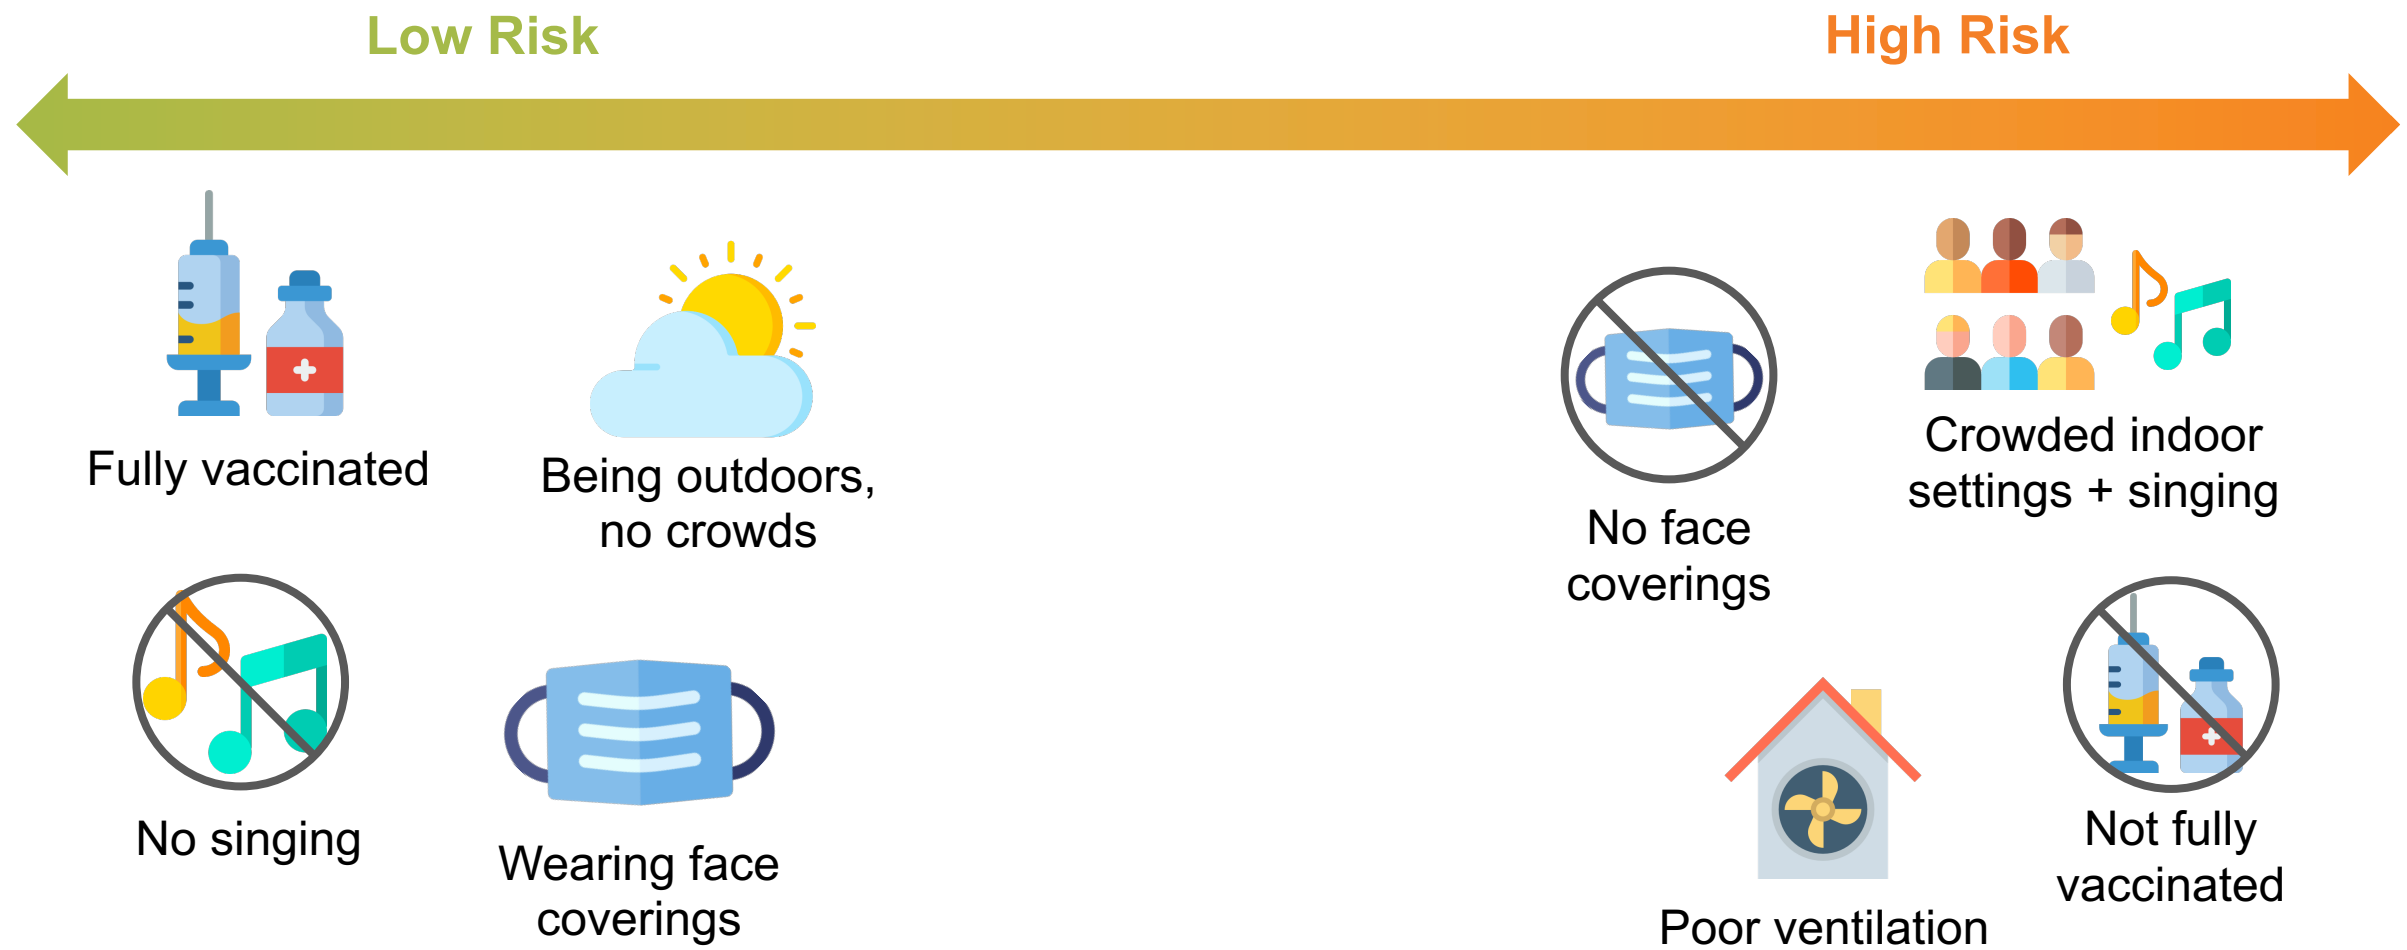 Low Risk
High Risk
Fully vaccinated
Being outdoors,
no crowds
No face
coverings
Crowded indoor
settings + singing
No singing
Wearing face
coverings
Poor ventilation
Not fully
vaccinated